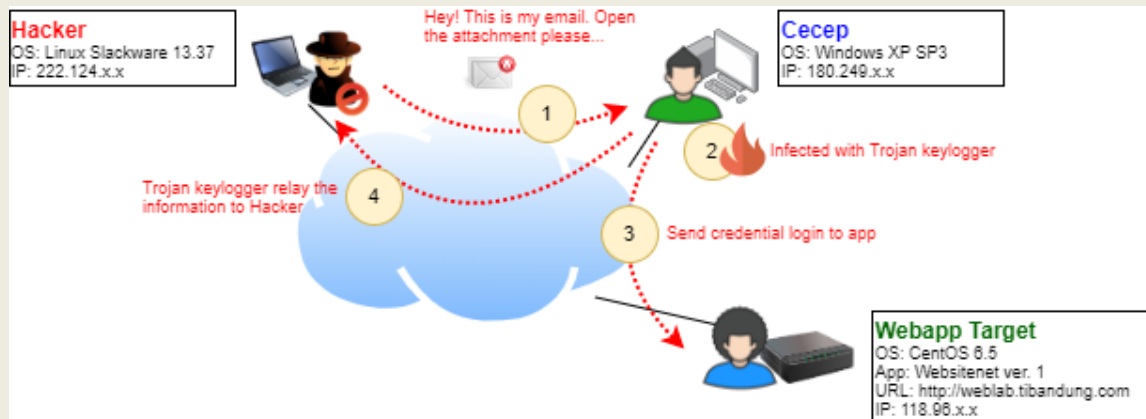 Hacker
OS: Linux Slackware 13.37
IP: 222.124.x.x
Hey! This is my email. Open
the attachment please...
Cecep
OS: Windows XP SP3
IP: 180.249.x.x
1
2
Infected with Trojan keylogger
Trojan keylogger relay the
information to Hacker
4
3
Send credential login to app
Webapp Target
OS: CentOS 6.5
App: Websitenet ver. 1
URL: http://weblab.tibandung.com
IP: 118.96.x.x